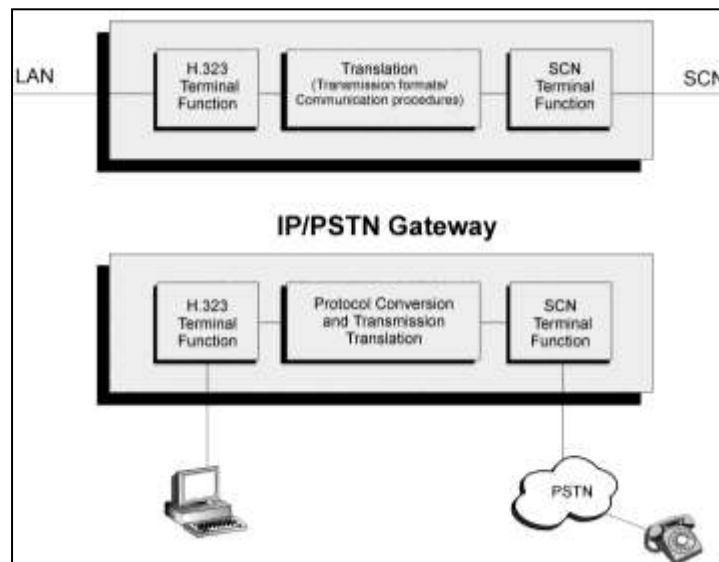 LAN
H.323
Terminal
Function
Translation
(Transmission formats/
Communication procedures)
SCN
Terminal
Function
SCN
IP/PSTN Gateway
H.323
Terminal
Function
Protocol Conversion
and Transmission
Translation
SCN
Terminal
Function
PSTN